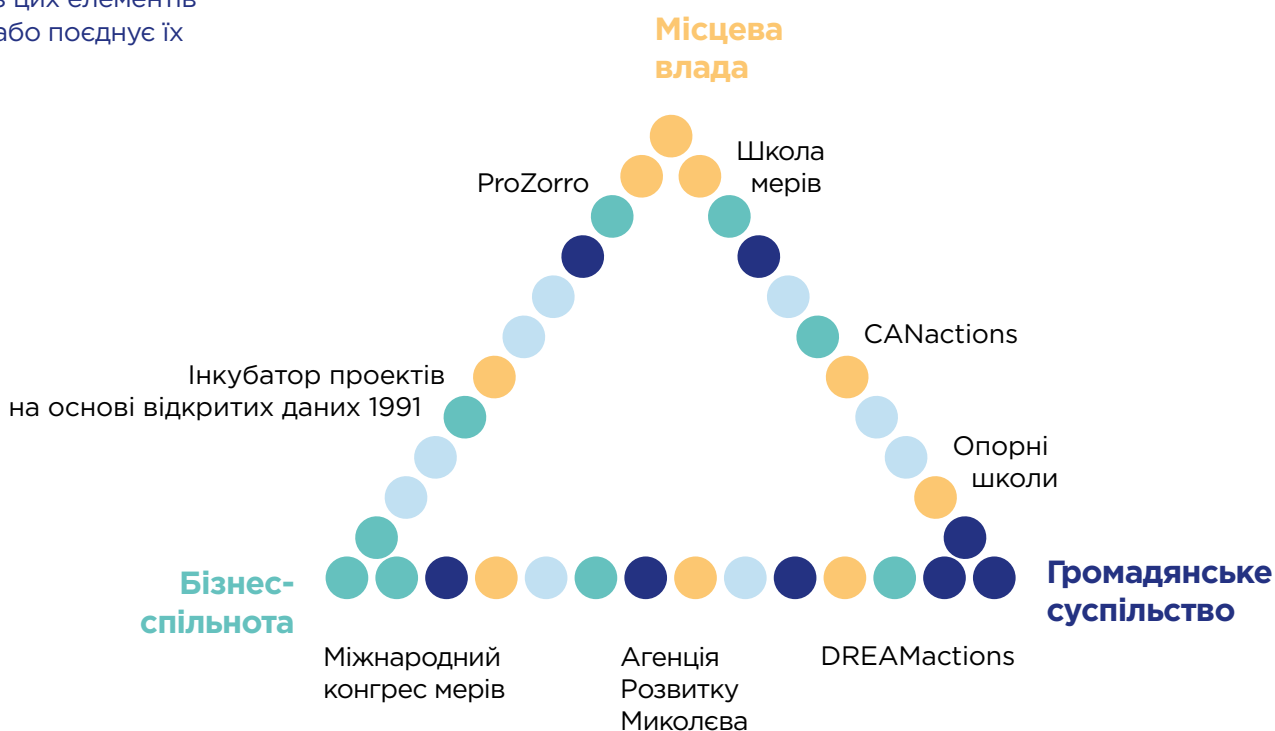 цих елементів
або поєднує їх
Місцева
влада
Школа
мерів
ProZorro
CANactions
Інкубатор проектів
на основі відкритих даних 1991
Опорні
школи
Бізнес-
спільнота
Громадянське
суспільство
Міжнародний
конгрес мерів
Агенція
Розвитку
Миколєва
DREAMactions